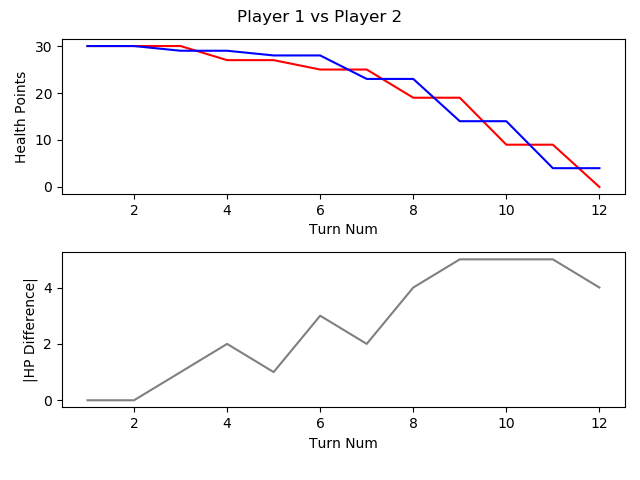 Player 1 vs Player 2
30
20
10
0
Health Points
2 4 6 8 10 12
Turn Num
4
2
0
|HP Difference|
2 4 6 8 10 12
Turn Num